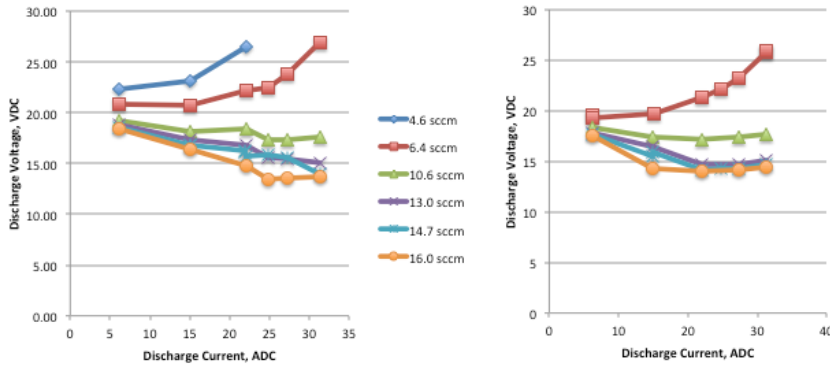 30.00
25.00
20.00
15.00
10.00
5.00
0.00
Discharge Voltage, VDC
0 5 10 15 20 25 30 35
Discharge Current, ADC
4.6 sccm
6.4 sccm
10.6 sccm
13.0 sccm
14.7 sccm
16.0 sccm
30
25
20
15
10
5
0
Discharge Voltage, VDC
0 10 20 30 40
Discharge Current, ADC